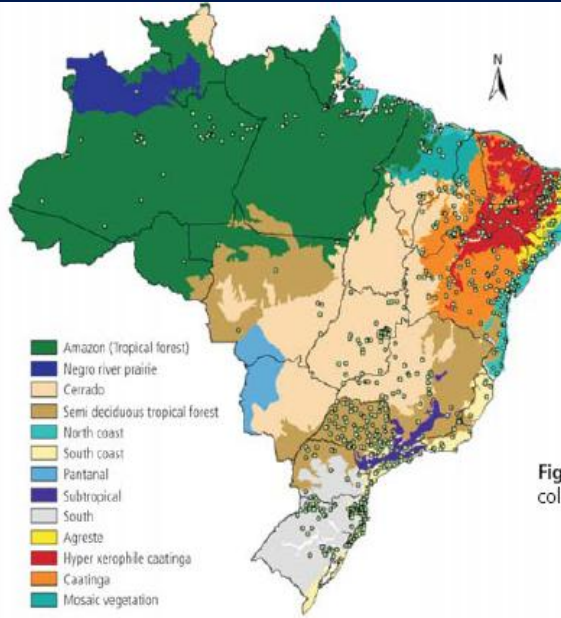 N
Amazon (Tropical forest)
Negro river prairie
Cerrado
Semi deciduous tropical forest
North coast
South coast
Pantanal
Subtropical
South
Agreste
Hyper xerophile caatinga
Caatinga
Mosaic vegetation
Fig
col